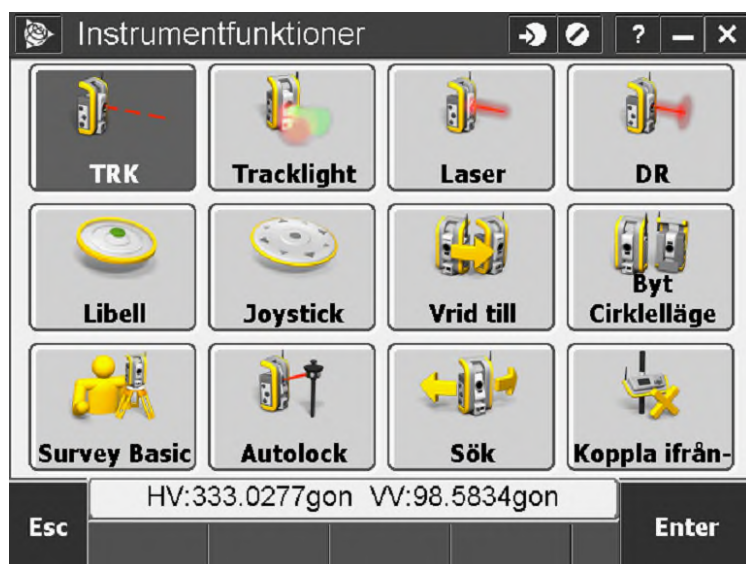 Instrumentfunktioner ?
TRK Tracklight Laser DR
Libell Joystick Vrid till Byt
Cirklelläge
Survey Basic Autolock Sök Koppla ifrån-
HV:333.0277gon VV:98.5834gon
Esc Enter